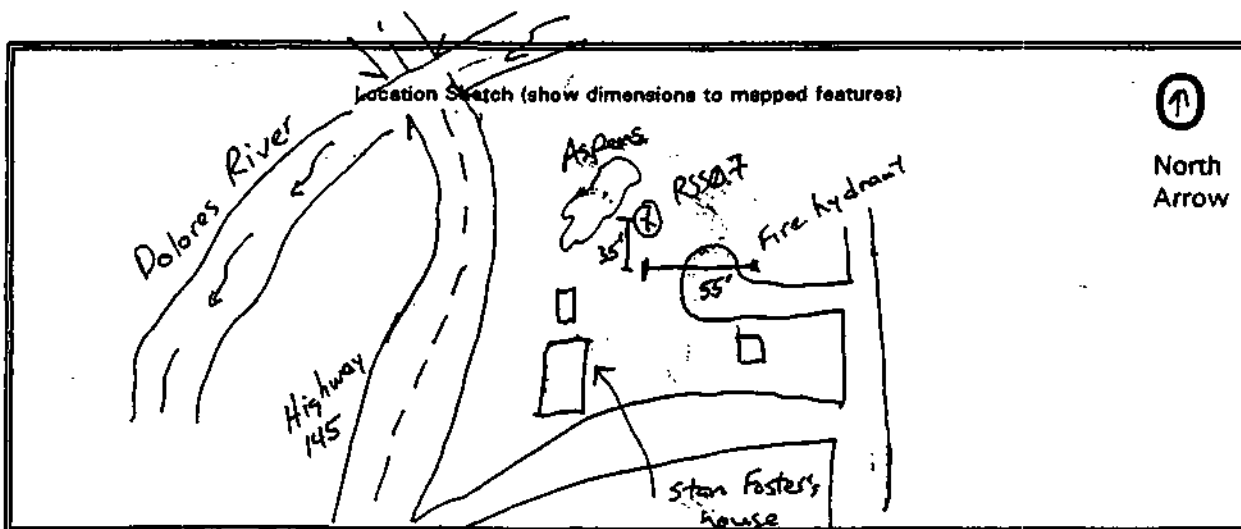 Location Sketch (show dimensions to mapped features)
North
Arrow
Dolores River
Aspens
RSS0.7
Fire hydrant
35'
55'
Highway
145
Stan Foster's
house